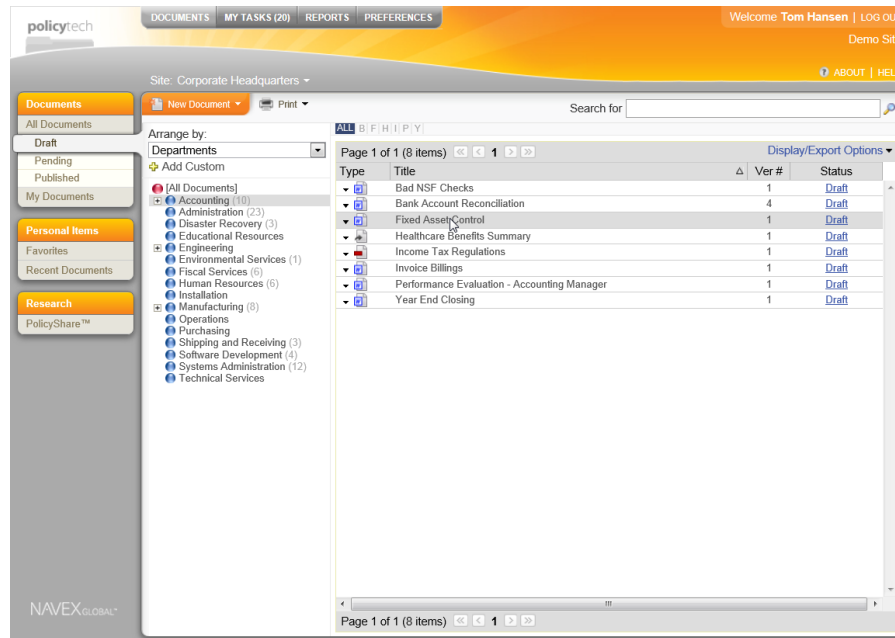 policytech
DOCUMENTS MY TASKS (20) REPORTS PREFERENCES
Welcome Tom Hansen | LOG OU
Demo Sit
Site: Corporate Headquarters
ABOUT | HEL
Documents
All Documents
Draft
Pending
Published
My Documents
Personal Items
Favorites
Recent Documents
Research
PolicyShare™
NAVEX GLOBAL
New Document Print
Search for
Arrange by:
Departments
Add Custom
[All Documents]
Accounting (10)
Administration (23)
Disaster Recovery (3)
Educational Resources
Engineering
Environmental Services (1)
Fiscal Services (6)
Human Resources (6)
Installation
Manufacturing (8)
Operations
Purchasing
Shipping and Receiving (3)
Software Development (4)
Systems Administration (12)
Technical Services
ALL B F H I P Y
Page 1 of 1 (8 items) 1
Display/Export Options
Type Title Ver # Status
Bad NSF Checks 1 Draft
Bank Account Reconciliation 4 Draft
Fixed Asset Control 1 Draft
Healthcare Benefits Summary 1 Draft
Income Tax Regulations 1 Draft
Invoice Billings 1 Draft
Performance Evaluation - Accounting Manager 1 Draft
Year End Closing 1 Draft
Page 1 of 1 (8 items) 1